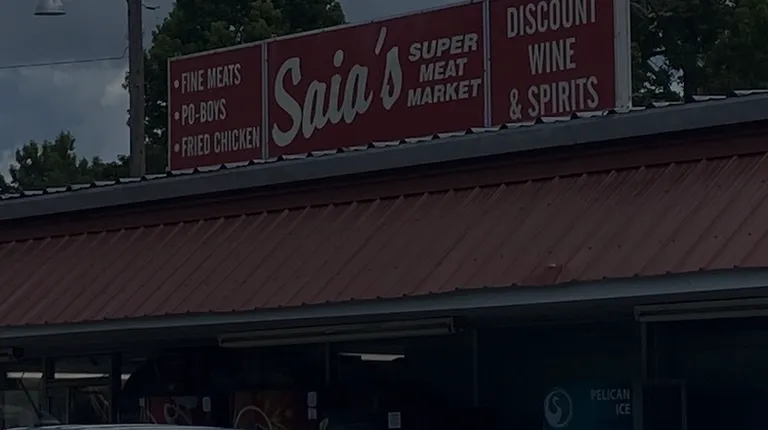 • FINE MEATS
• PO-BOYS
• FRIED CHICKEN
Saia's
SUPER
MEAT
MARKET
DISCOUNT
WINE
& SPIRITS
PELICAN
ICE